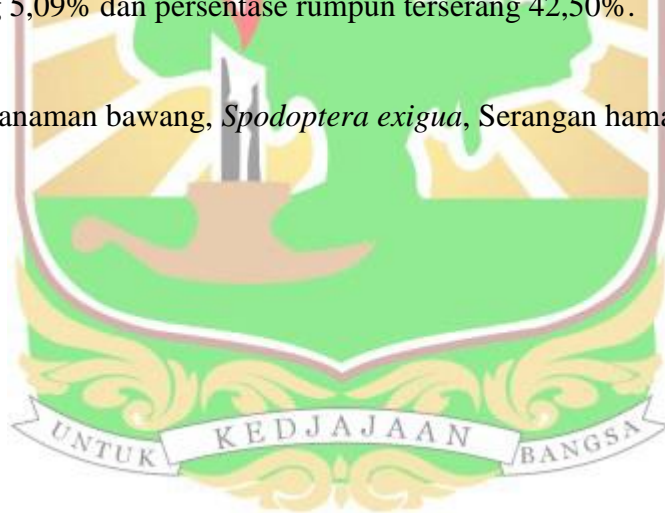 5,09% dan persentase rumpun terserang 42,50%.
anaman bawang, Spodoptera exigua, Serangan hama
UNTUK KEDJAJAAN BANGSA